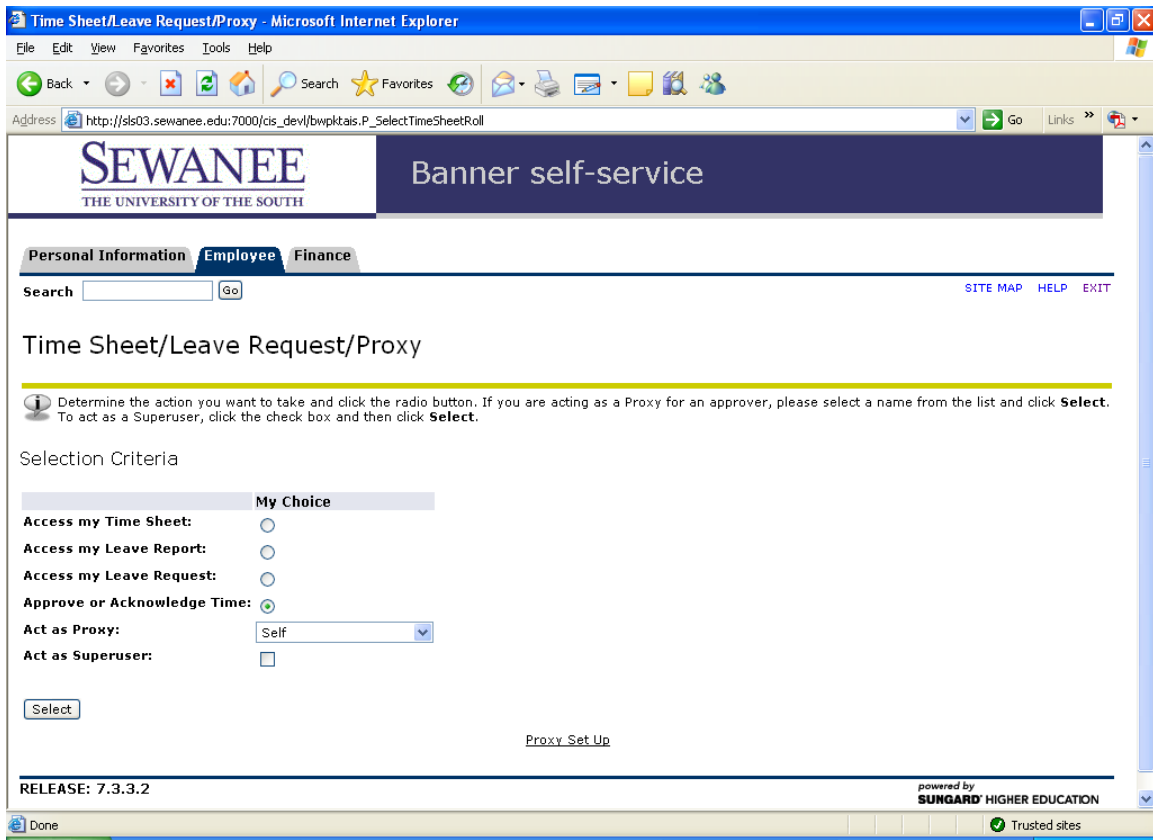 Time Sheet/Leave Request/Proxy - Microsoft Internet Explorer
File Edit View Favorites Tools Help
Back Search Favorites
Address http://sls03.sewanee.edu:7000/cis_devl/bwpktais.P_SelectTimeSheetRoll Go Links »
SEWANEE
THE UNIVERSITY OF THE SOUTH
Banner self-service
Personal Information Employee Finance
Search Go SITE MAP HELP EXIT
Time Sheet/Leave Request/Proxy
Determine the action you want to take and click the radio button. If you are acting as a Proxy for an approver, please select a name from the list and click Select.
To act as a Superuser, click the check box and then click Select.
Selection Criteria
My Choice
Access my Time Sheet:
Access my Leave Report:
Access my Leave Request:
Approve or Acknowledge Time:
Act as Proxy: Self
Act as Superuser:
Select
Proxy Set Up
RELEASE: 7.3.3.2
powered by
SUNGARD' HIGHER EDUCATION
Done Trusted sites